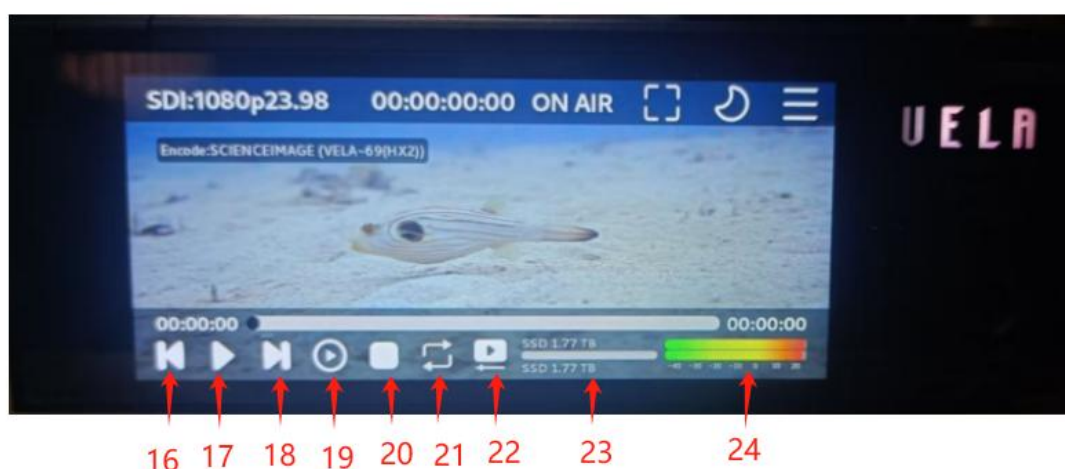 SDI:1080p23.98 00:00:00:00 ON AIR
VELA
Encode:SCIENCEIMAGE (VELA-69(HX2))
00:00:00 00:00:00
SSD 1.77 TB
SSD 1.77 TB
16 17 18 19 20 21 22 23 24